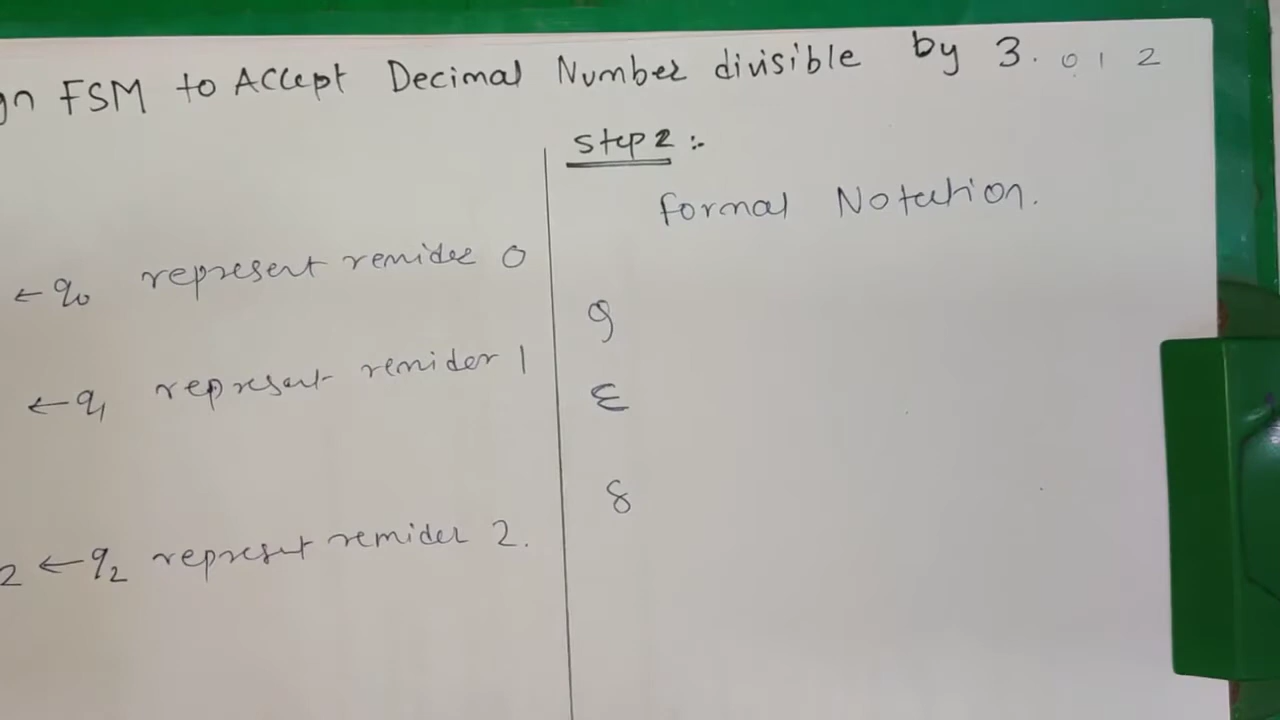 gn FSM to Accept Decimal Number divisible by 3. 0 1 2
← q0 represent remider 0
← q1 represent remider 1
2 ← q2 represent remider 2.
Step 2 :-
formal Notation.
Q
Σ
δ